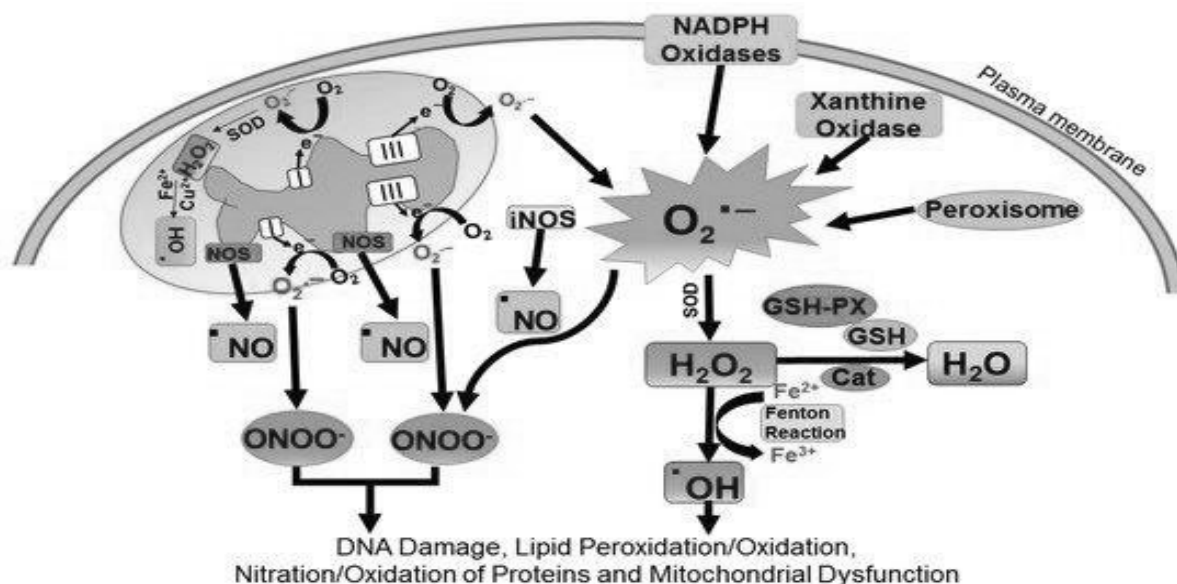 NADPH
Oxidases
Plasma membrane
Xanthine
Oxidase
Peroxisome
O₂
O₂
O₂·−
O₂·−
e−
e−
SOD
H₂O₂
Fe²⁺
Cu²⁺
·OH
III
III
e−
e−
NOS
NOS
O₂
O₂·−
O₂
O₂·−
iNOS
O₂·−
·NO
·NO
·NO
SOD
GSH-PX
GSH
H₂O₂
Cat
H₂O
Fe²⁺
Fenton
Reaction
Fe³⁺
ONOO⁻
ONOO⁻
·OH
DNA Damage, Lipid Peroxidation/Oxidation,
Nitration/Oxidation of Proteins and Mitochondrial Dysfunction